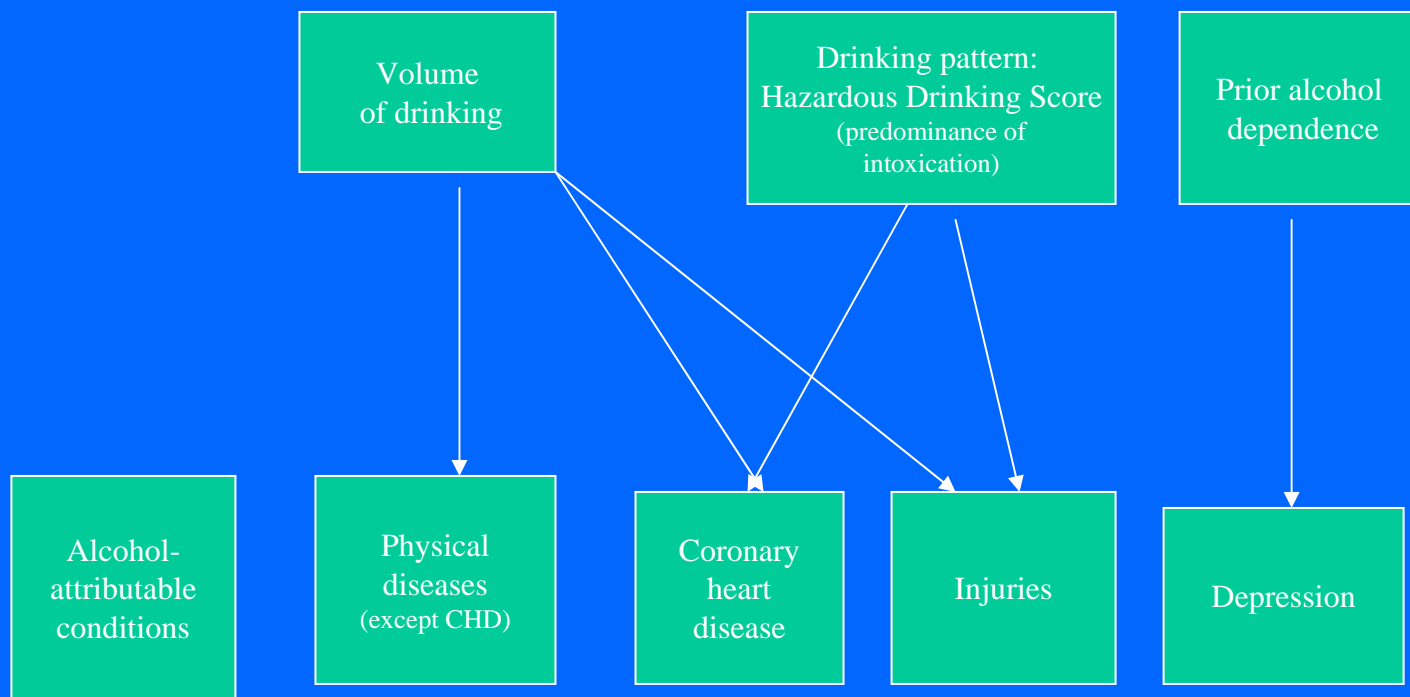 Volume
of drinking
Drinking pattern:
Hazardous Drinking Score
(predominance of
intoxication)
Prior alcohol
dependence
Alcohol-
attributable
conditions
Physical
diseases
(except CHD)
Coronary
heart
disease
Injuries
Depression